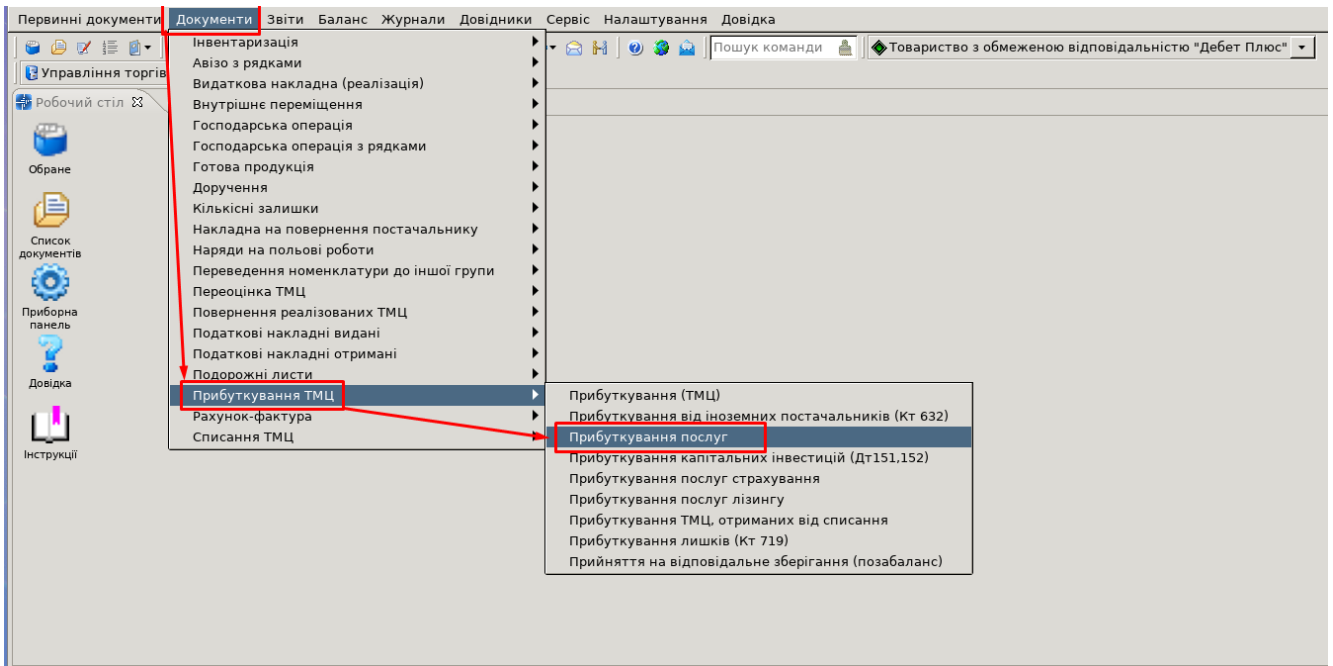 Первинні документи Документи Звіти Баланс Журнали Довідники Сервіс Налаштування Довідка
Пошук команди Товариство з обмеженою відповідальністю "Дебет Плюс"
Управління торгів
Робочий стіл
Обране
Список
документів
Приборна
панель
Довідка
Інструкції
Інвентаризація
Авізо з рядками
Видаткова накладна (реалізація)
Внутрішнє переміщення
Господарська операція
Господарська операція з рядками
Готова продукція
Доручення
Кількісні залишки
Накладна на повернення постачальнику
Наряди на польові роботи
Переведення номенклатури до іншої групи
Переоцінка ТМЦ
Повернення реалізованих ТМЦ
Податкові накладні видані
Податкові накладні отримані
Подорожні листи
Прибуткування ТМЦ
Рахунок-фактура
Списання ТМЦ
Прибуткування (ТМЦ)
Прибуткування від іноземних постачальників (Кт 632)
Прибуткування послуг
Прибуткування капітальних інвестицій (Дт151,152)
Прибуткування послуг страхування
Прибуткування послуг лізингу
Прибуткування ТМЦ, отриманих від списання
Прибуткування лишків (Кт 719)
Прийняття на відповідальне зберігання (позабаланс)